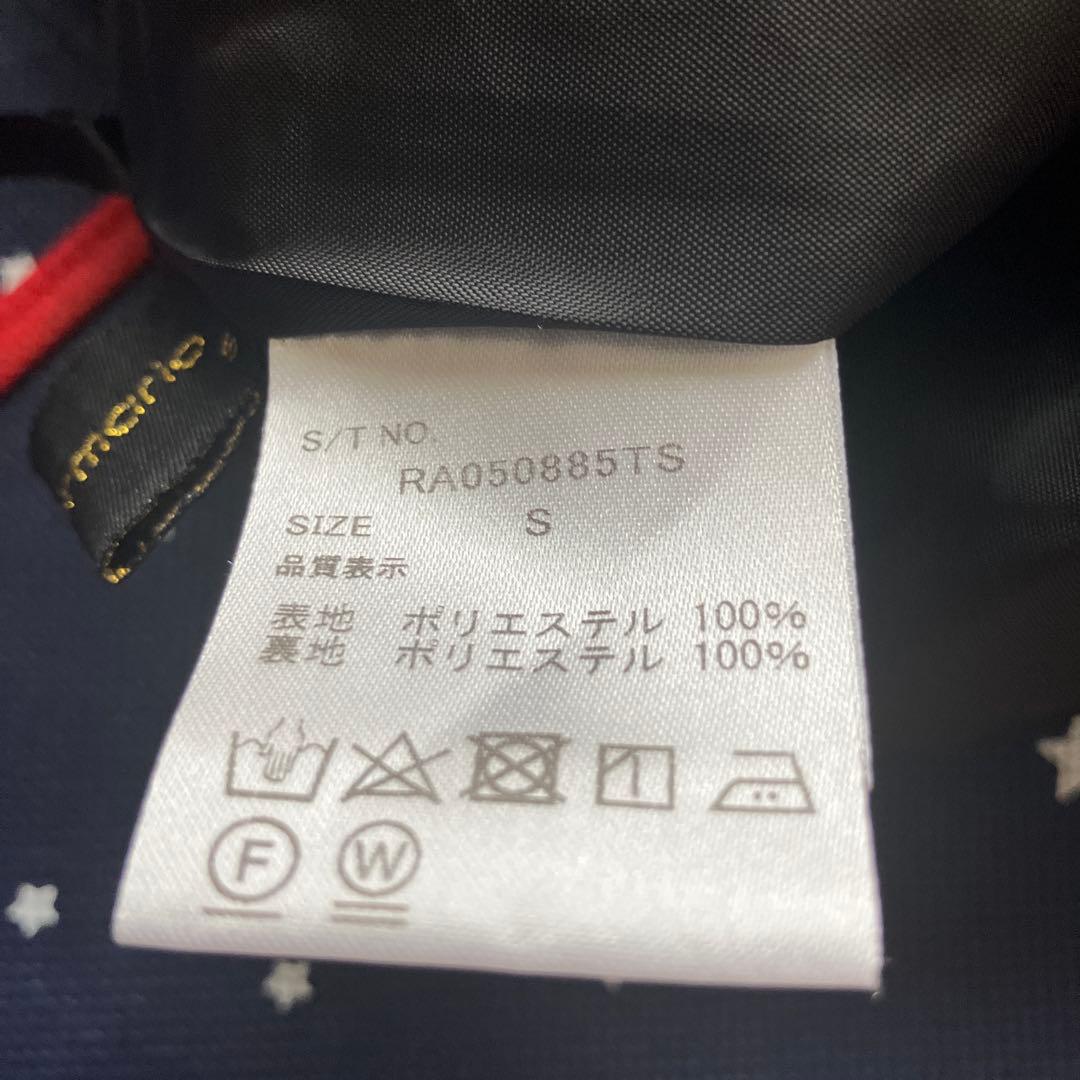 S/T NO.
RA050885TS
SIZE S
品質表示
表地 ポリエステル 100%
裏地 ポリエステル 100%
F W